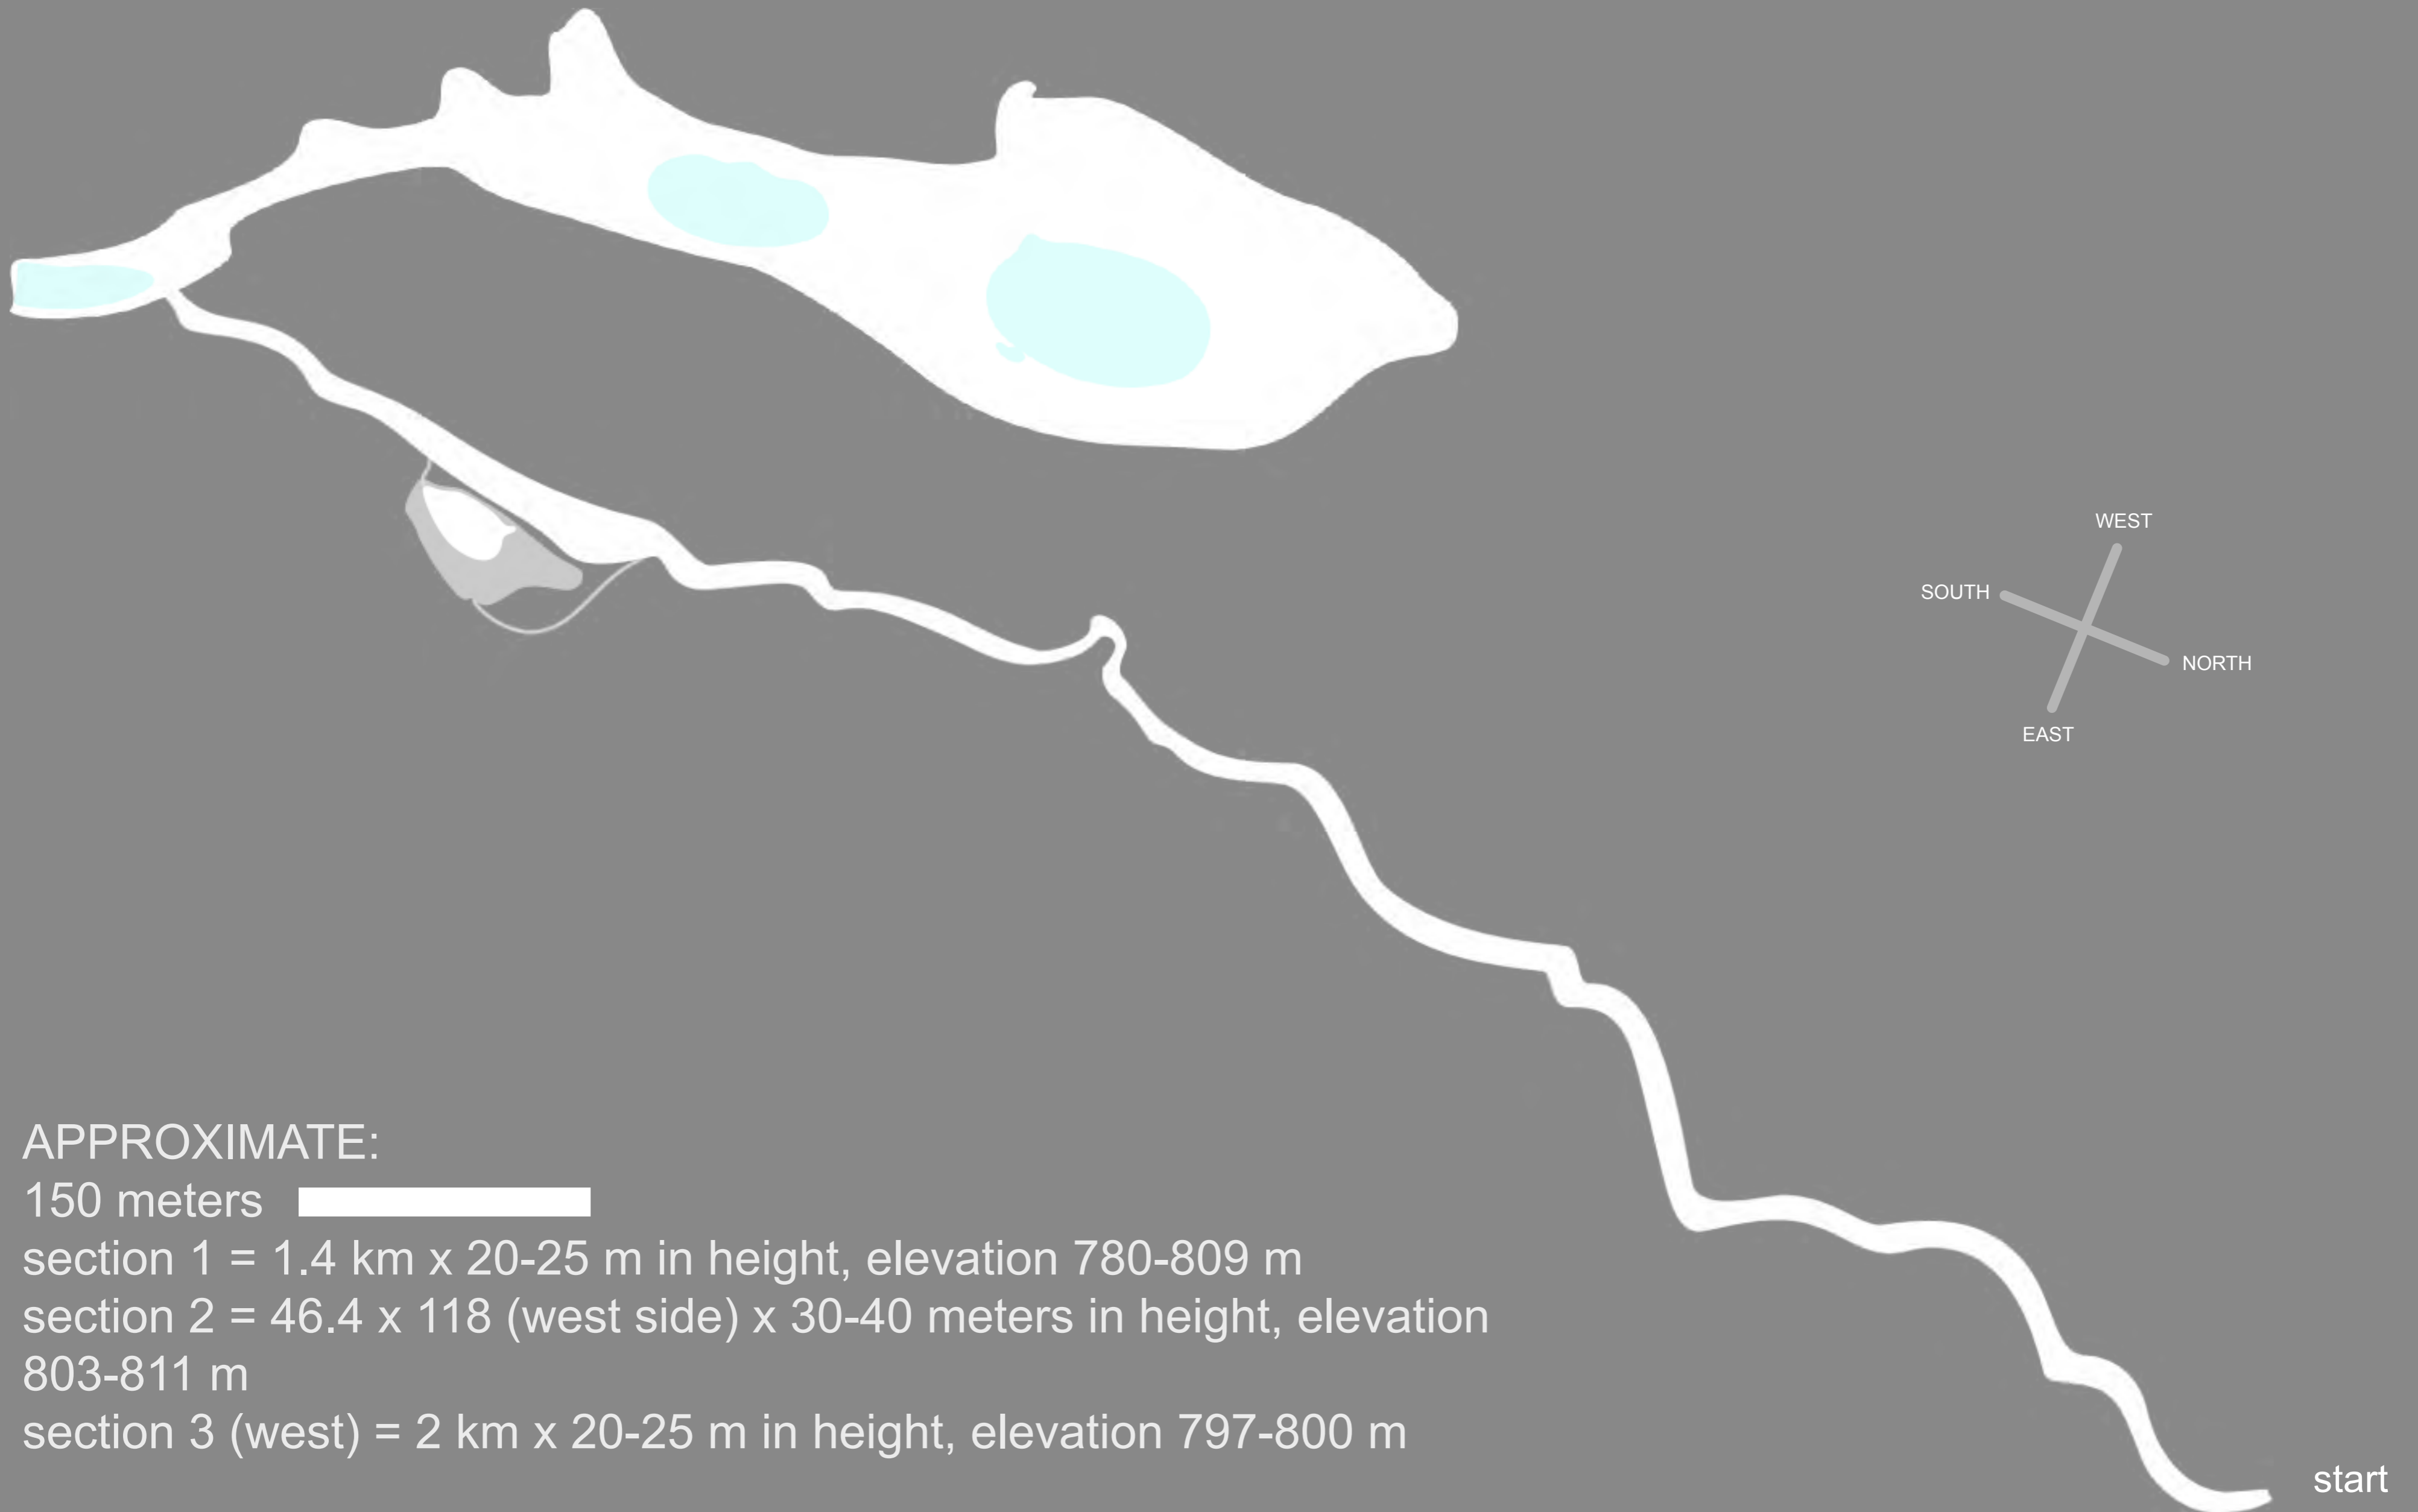 WEST
SOUTH
NORTH
EAST
APPROXIMATE:
150 meters
section 1 = 1.4 km x 20-25 m in height, elevation 780-809 m
section 2 = 46.4 x 118 (west side) x 30-40 meters in height, elevation
803-811 m
section 3 (west) = 2 km x 20-25 m in height, elevation 797-800 m
start